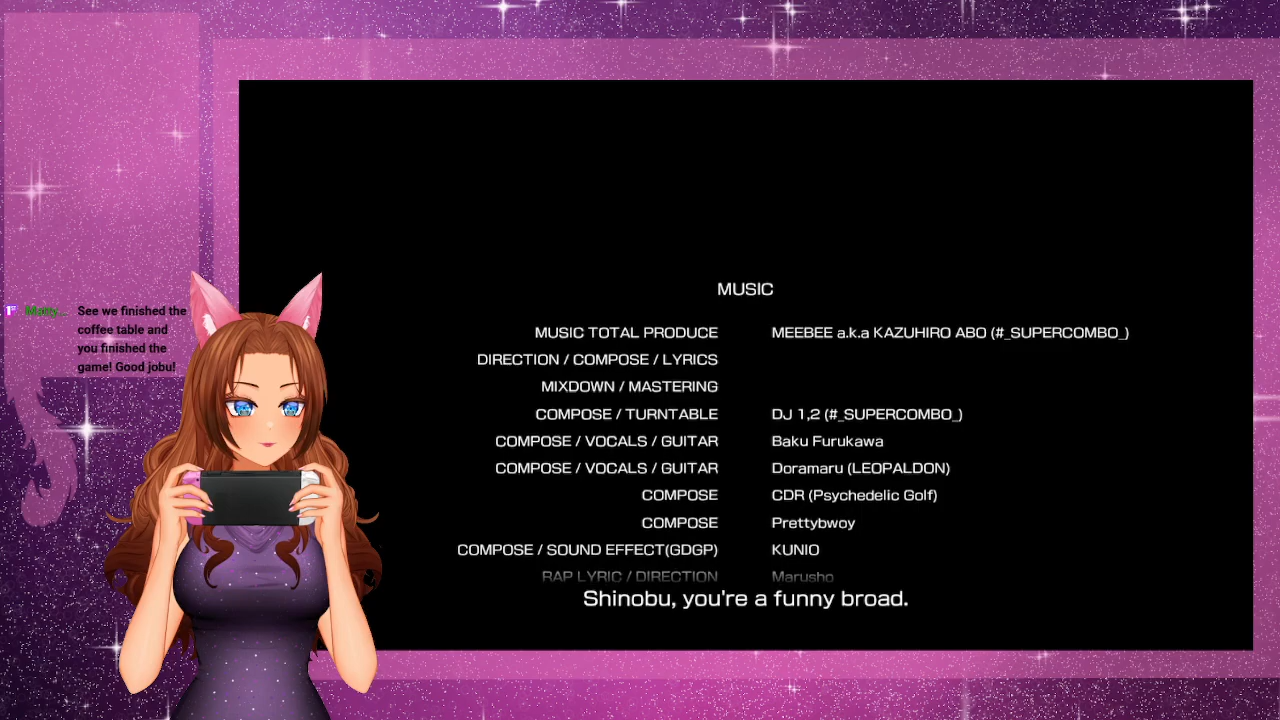 See we finished the
coffee table and
you finished the
game! Good jobu!
MUSIC
MUSIC TOTAL PRODUCE MEEBEE a.k.a KAZUHIRO ABO (#_SUPERCOMBO_)
DIRECTION / COMPOSE / LYRICS
MIXDOWN / MASTERING
COMPOSE / TURNTABLE DJ 1,2 (#_SUPERCOMBO_)
COMPOSE / VOCALS / GUITAR Baku Furukawa
COMPOSE / VOCALS / GUITAR Doramaru (LEOPALDON)
COMPOSE CDR (Psychedelic Golf)
COMPOSE Prettybwoy
COMPOSE / SOUND EFFECT(GDGP) KUNIO
RAP LYRIC / DIRECTION Marusho
Shinobu, you're a funny broad.